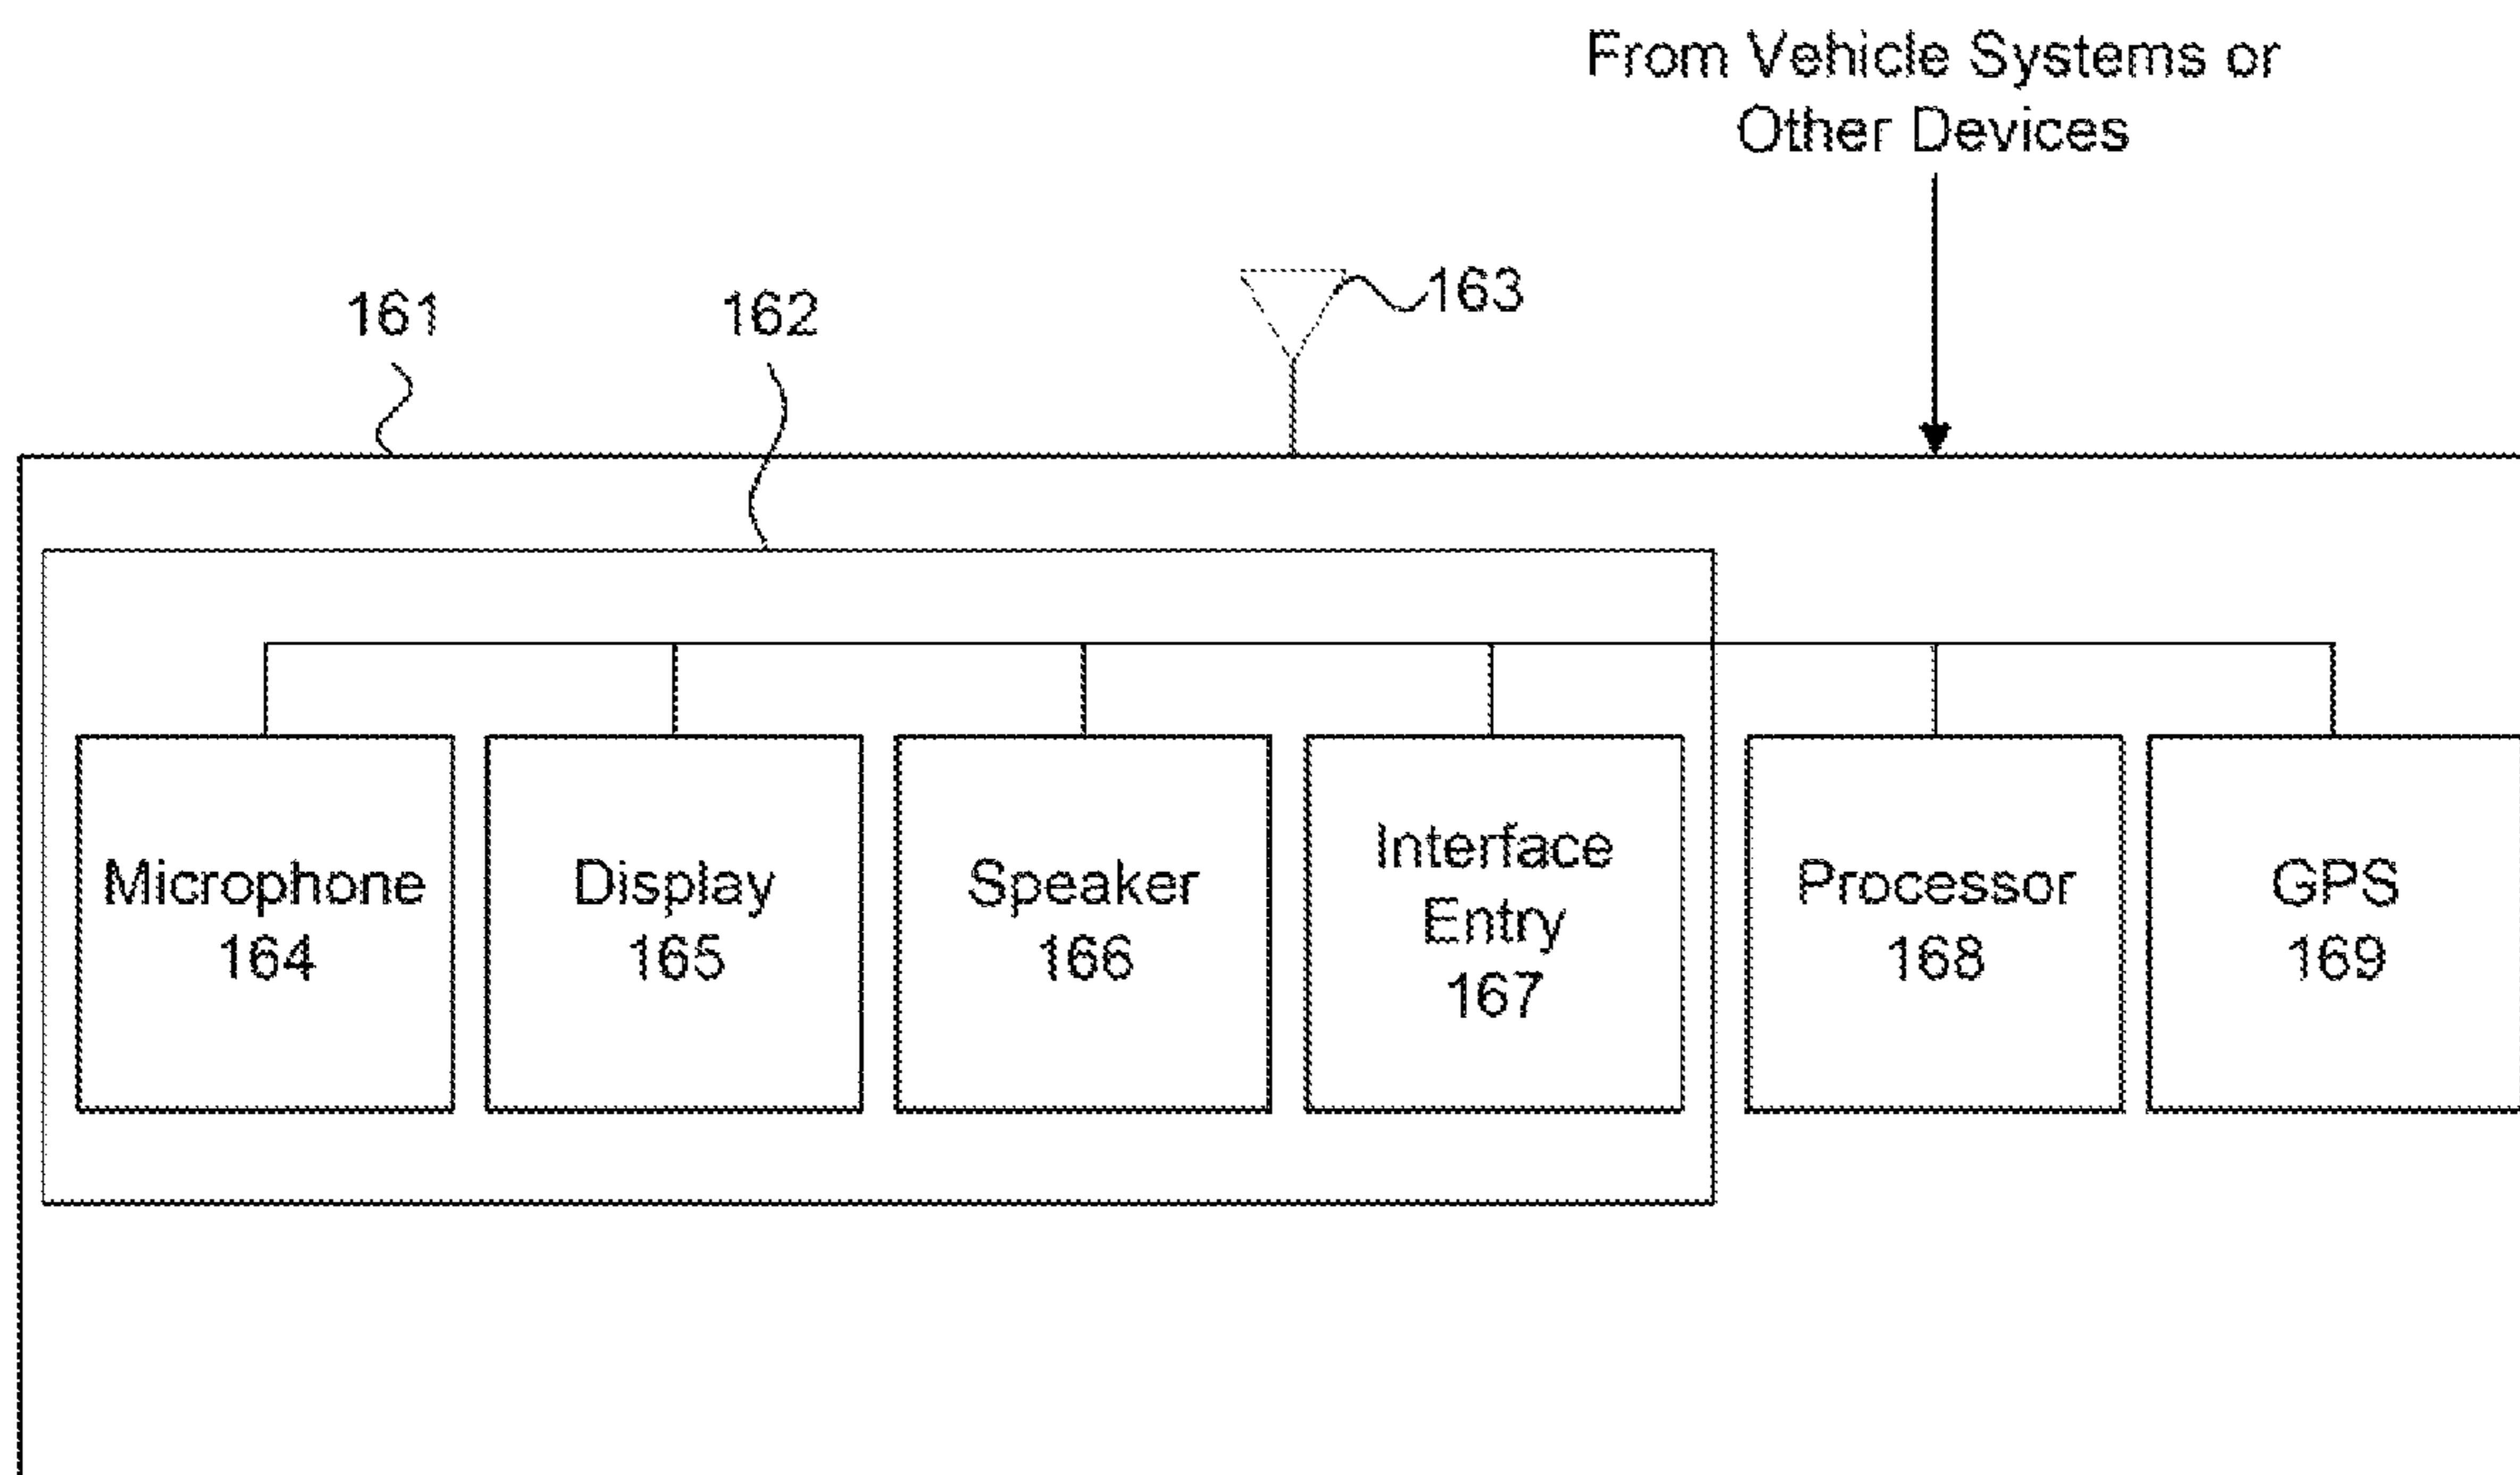 From Vehicle Systems or
Other Devices
161
162
163
Microphone
164
Display
165
Speaker
166
Interface
Entry
167
Processor
168
GPS
169